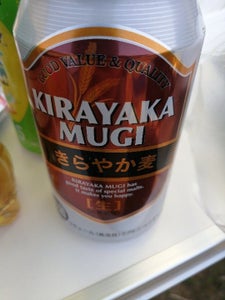 GOOD VALUE & QUALITY
KIRAYAKA
MUGI
きらやか麦
KIRAYAKA MUGI has
good taste of special malts.
It makes you happy.
[生]